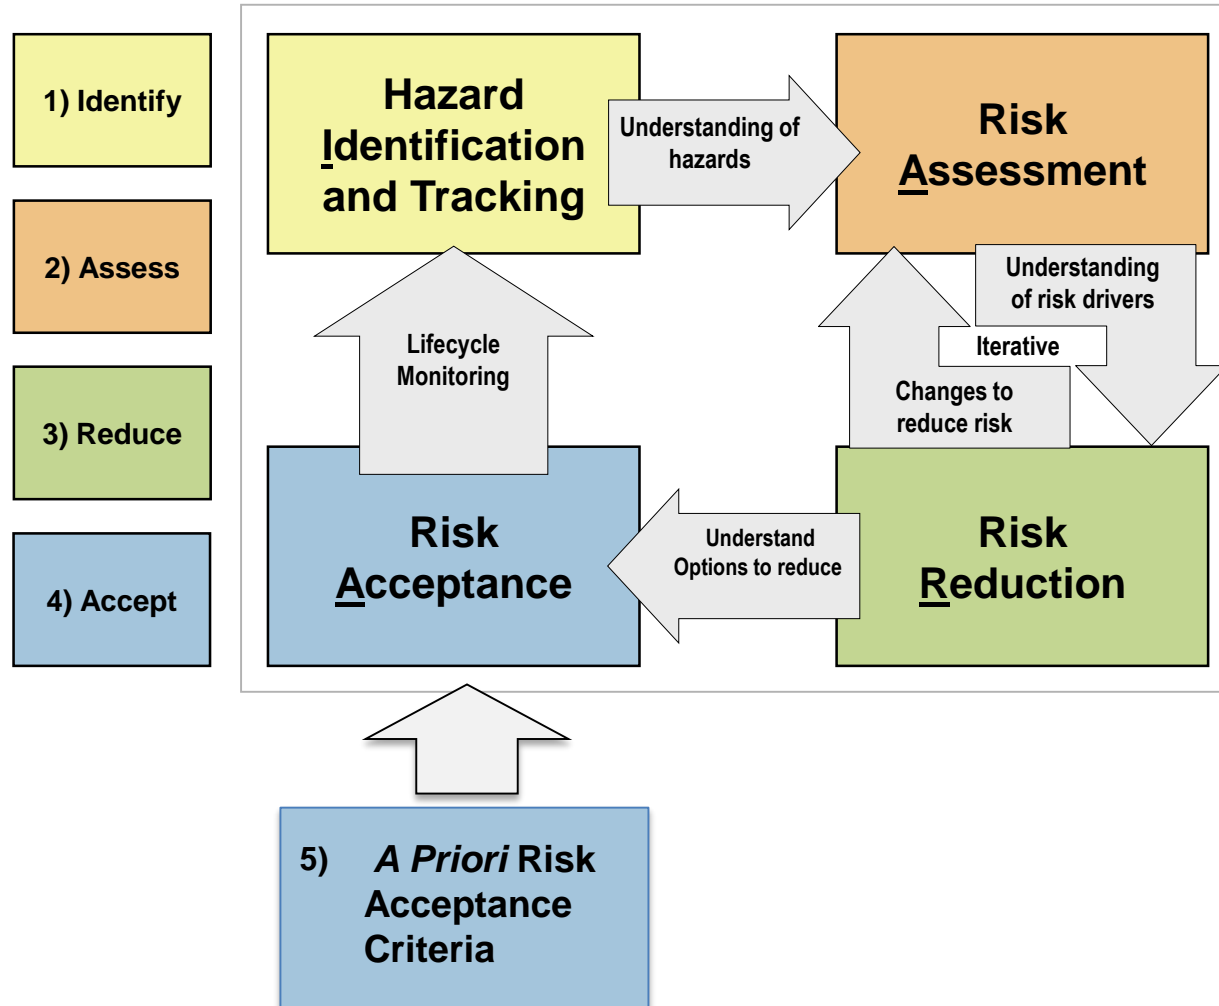 1) Identify
2) Assess
3) Reduce
4) Accept
Hazard
Identification
and Tracking
Understanding of
hazards
Risk
Assessment
Understanding
of risk drivers
Iterative
Changes to
reduce risk
Lifecycle
Monitoring
Risk
Acceptance
Understand
Options to reduce
Risk
Reduction
5) A Priori Risk
Acceptance
Criteria